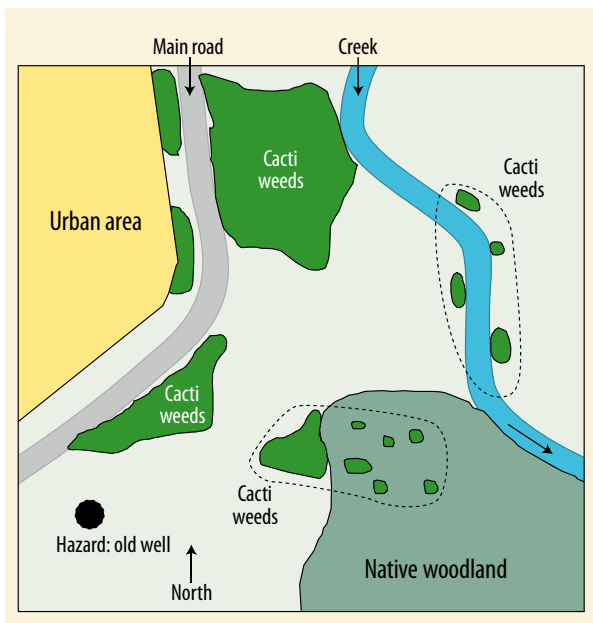 Main road
Creek
Cacti
weeds
Cacti
weeds
Urban area
Cacti
weeds
Cacti
weeds
Hazard: old well
North
Native woodland